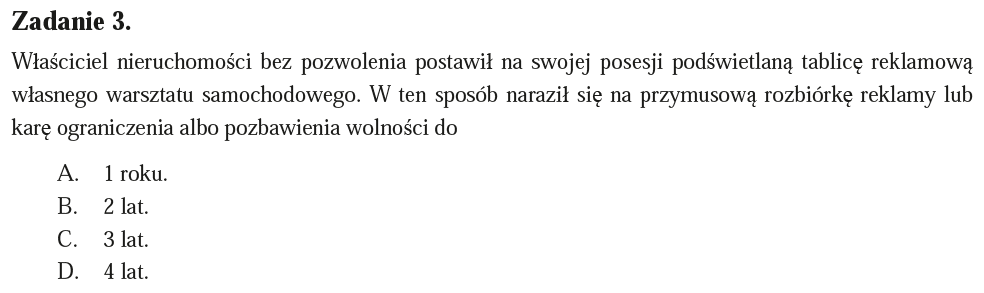 Zadanie 3.
Właściciel nieruchomości bez pozwolenia postawił na swojej posesji podświetlaną tablicę reklamową
własnego warsztatu samochodowego. W ten sposób naraził się na przymusową rozbiórkę reklamy lub
karę ograniczenia albo pozbawienia wolności do
A. 1 roku.
B. 2 lat.
C. 3 lat.
D. 4 lat.